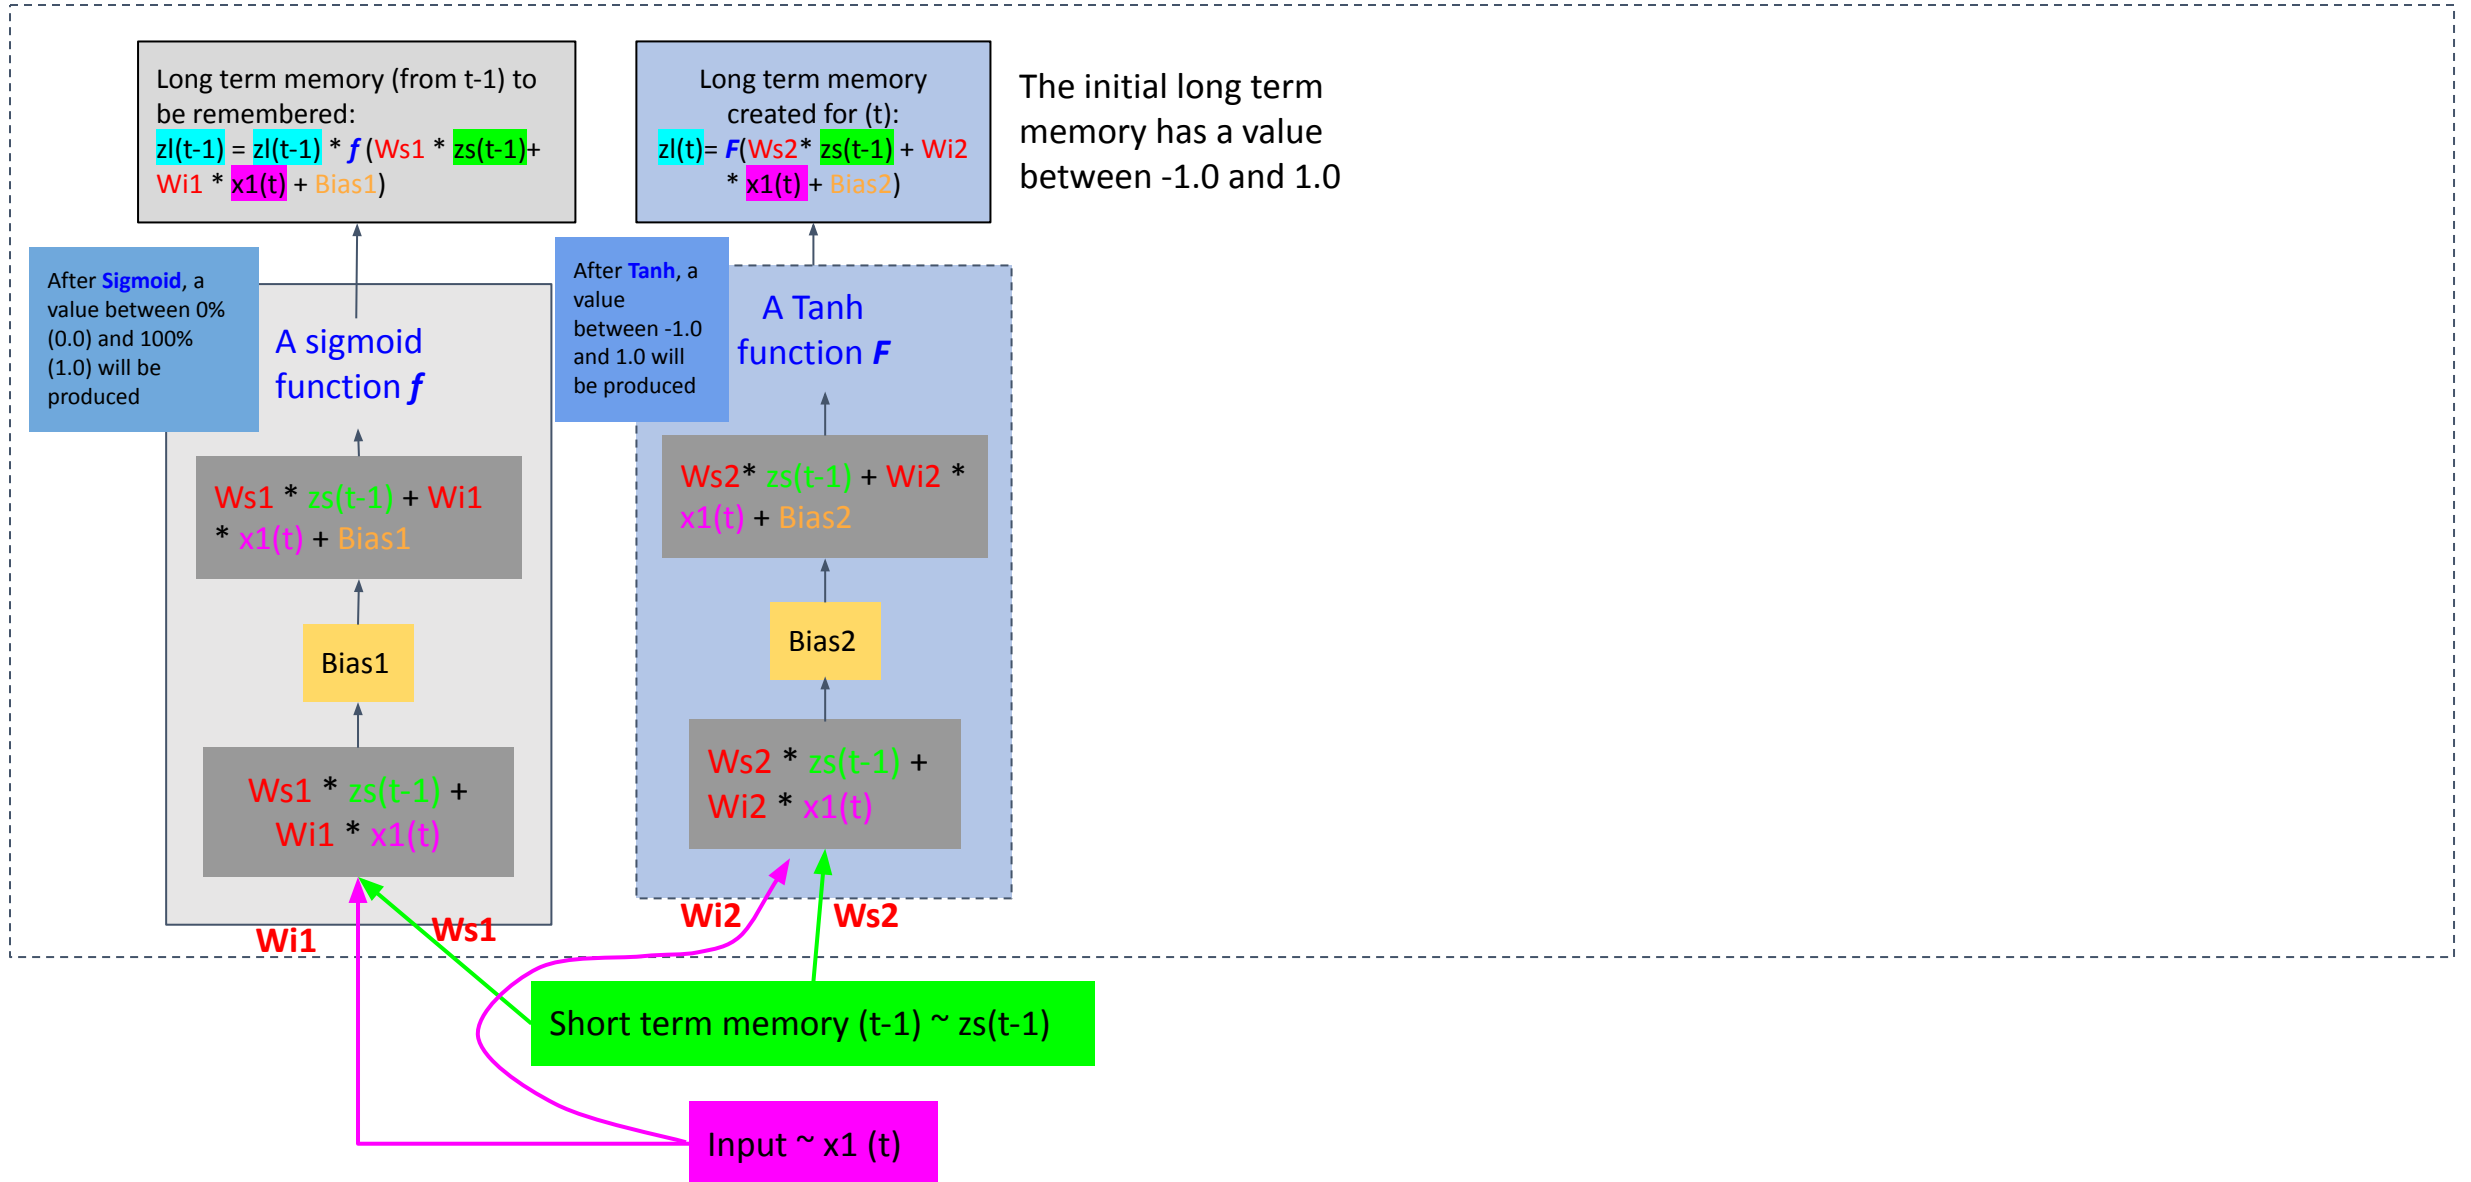 Long term memory (from t-1) to
be remembered:
zl(t-1) = zl(t-1) * f (Ws1 * zs(t-1)+
Wi1 * x1(t) + Bias1)
Long term memory
created for (t):
zl(t)= F(Ws2* zs(t-1) + Wi2
* x1(t) + Bias2)
The initial long term
memory has a value
between -1.0 and 1.0
After Sigmoid, a
value between 0%
(0.0) and 100%
(1.0) will be
produced
A sigmoid
function f
After Tanh, a
value
between -1.0
and 1.0 will
be produced
A Tanh
function F
Ws1 * zs(t-1) + Wi1
* x1(t) + Bias1
Ws2* zs(t-1) + Wi2 *
x1(t) + Bias2
Bias1
Bias2
Ws1 * zs(t-1) +
Wi1 * x1(t)
Ws2 * zs(t-1) +
Wi2 * x1(t)
Wi1
Ws1
Wi2
Ws2
Short term memory (t-1) ~ zs(t-1)
Input ~ x1 (t)